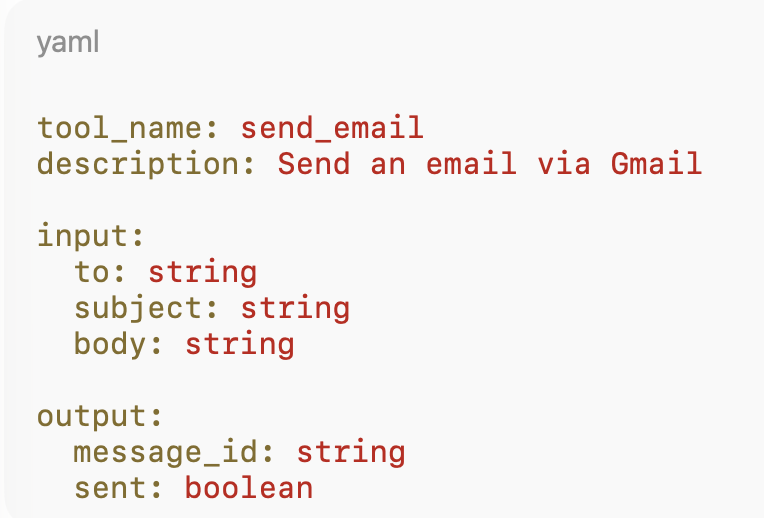 yaml
tool_name: send_email
description: Send an email via Gmail
input:
  to: string
  subject: string
  body: string
output:
  message_id: string
  sent: boolean